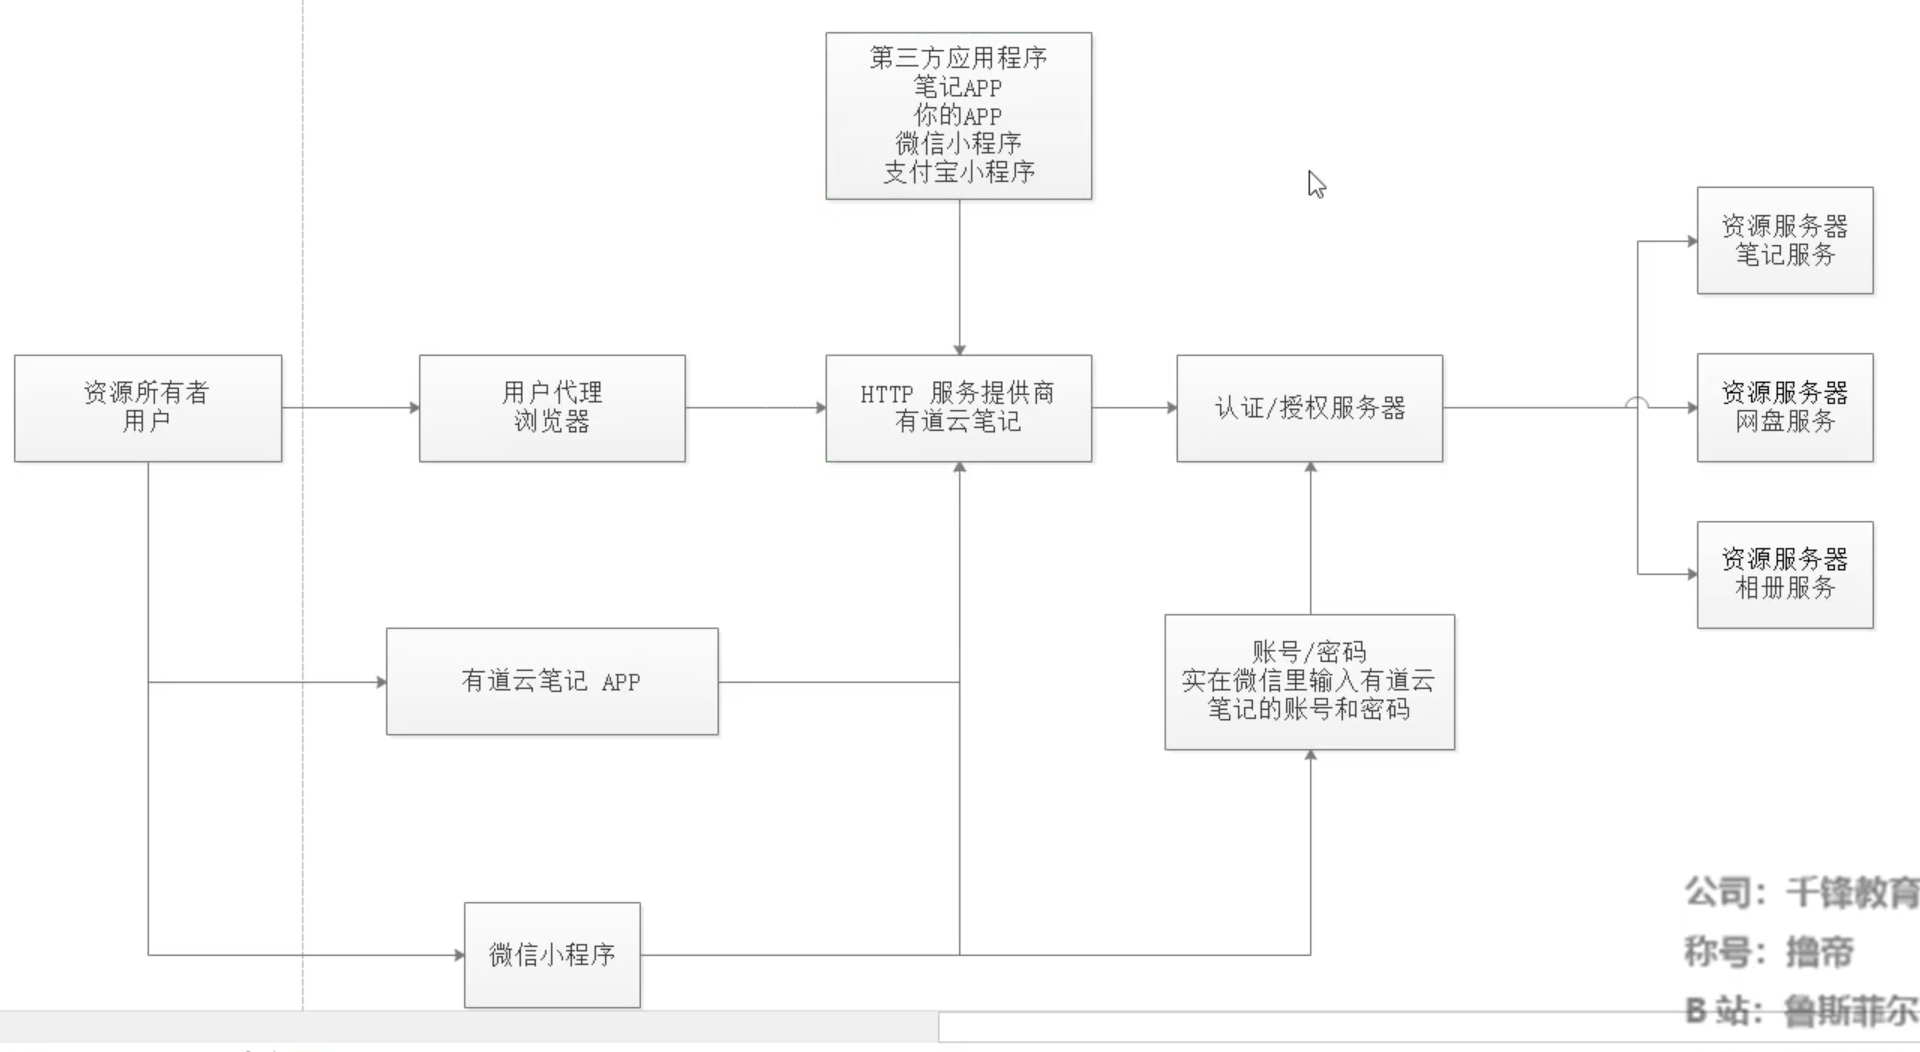 第三方应用程序
笔记APP
你的APP
微信小程序
支付宝小程序
资源服务器
笔记服务
资源所有者
用户
用户代理
浏览器
HTTP 服务提供商
有道云笔记
认证/授权服务器
资源服务器
网盘服务
资源服务器
相册服务
有道云笔记 APP
账号/密码
实在微信里输入有道云
笔记的账号和密码
微信小程序
公司：千锋教育
称号：撸帝
B 站：鲁斯菲尔